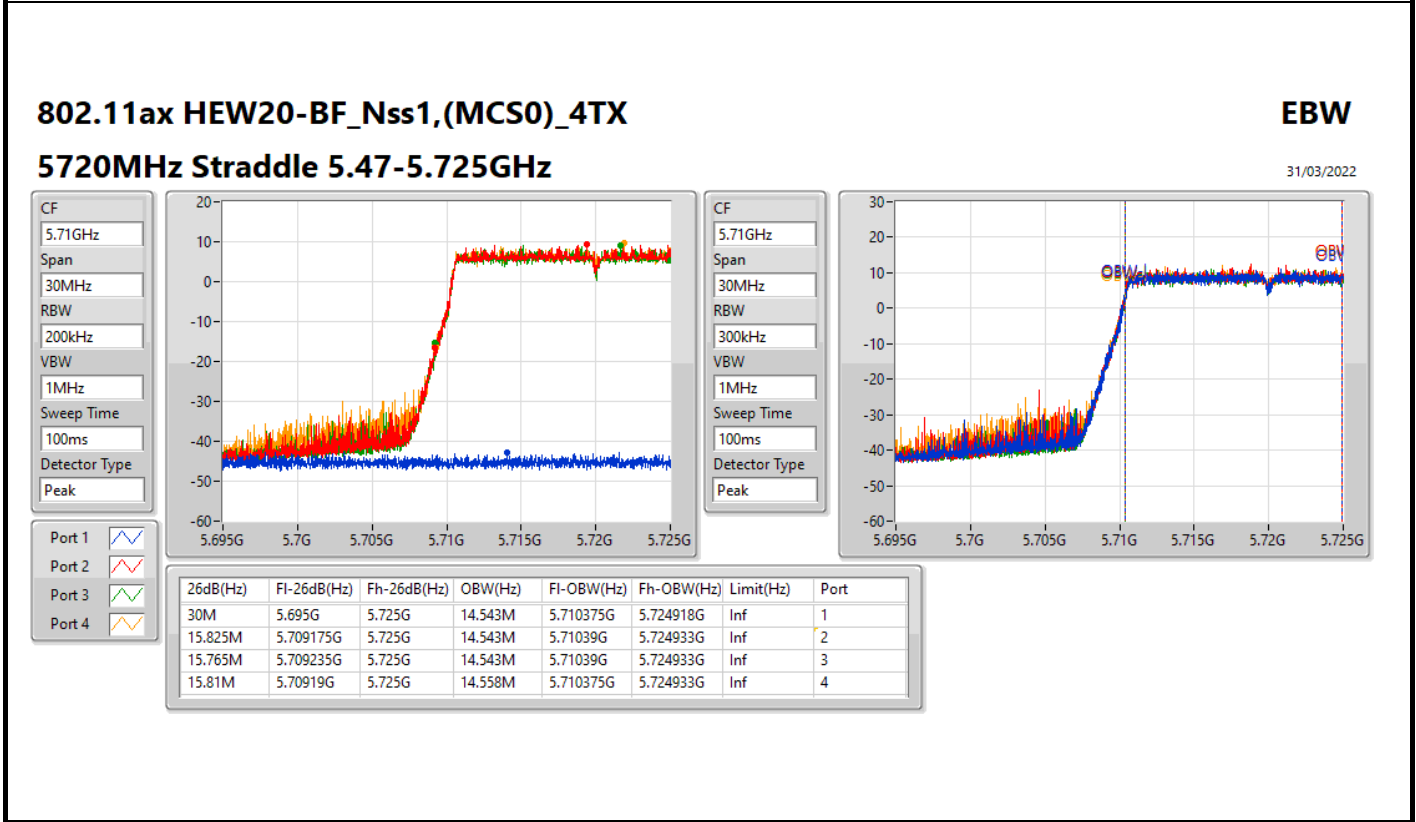 802.11ax HEW20-BF_Nss1,(MCS0)_4TX
EBW
5720MHz Straddle 5.47-5.725GHz
31/03/2022
CF
5.71GHz
Span
30MHz
RBW
200kHz
VBW
1MHz
Sweep Time
100ms
Detector Type
Peak
20
10
0
-10
-20
-30
-40
-50
-60
5.695G 5.7G 5.705G 5.71G 5.715G 5.72G 5.725G
CF
5.71GHz
Span
30MHz
RBW
300kHz
VBW
1MHz
Sweep Time
100ms
Detector Type
Peak
30
20
10
0
-10
-20
-30
-40
-50
-60
OBW
OBW
5.695G 5.7G 5.705G 5.71G 5.715G 5.72G 5.725G
Port 1
Port 2
Port 3
Port 4
26dB(Hz) Fl-26dB(Hz) Fh-26dB(Hz) OBW(Hz) Fl-OBW(Hz) Fh-OBW(Hz) Limit(Hz) Port
30M 5.695G 5.725G 14.543M 5.710375G 5.724918G Inf 1
15.825M 5.709175G 5.725G 14.543M 5.71039G 5.724933G Inf 2
15.765M 5.709235G 5.725G 14.543M 5.71039G 5.724933G Inf 3
15.81M 5.70919G 5.725G 14.558M 5.710375G 5.724933G Inf 4